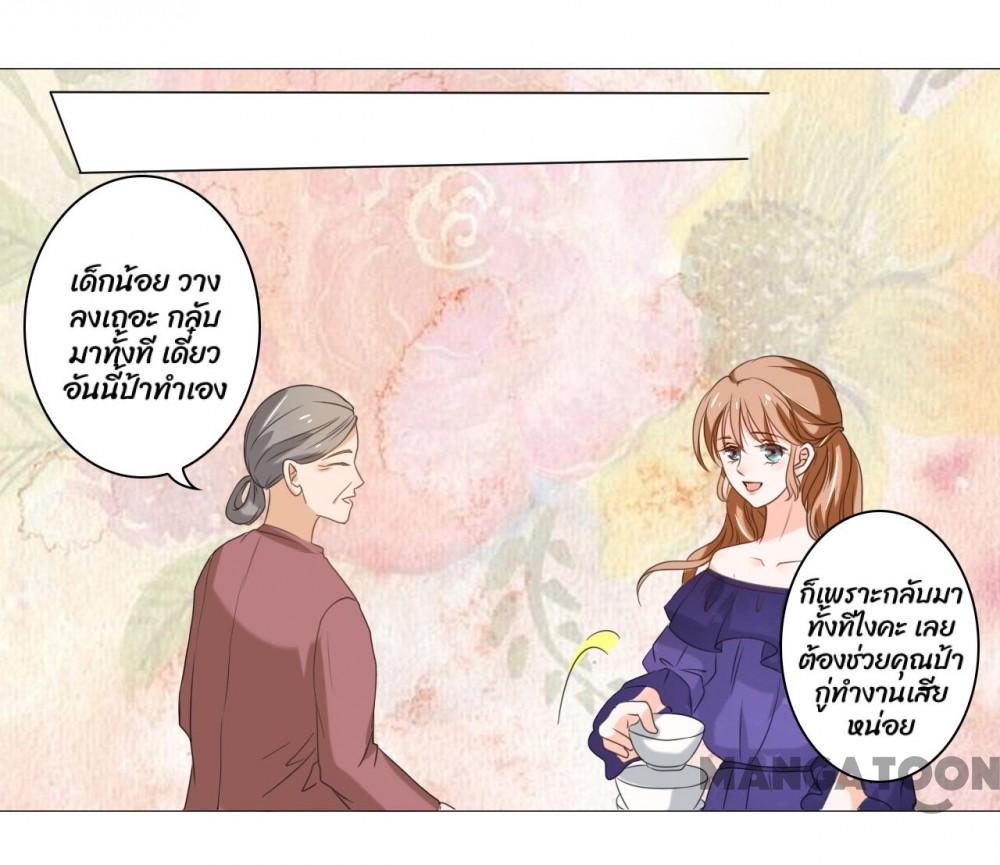 เด็กน้อย วาง
ลงเถอะ กลับ
มาทั้งที เดี๋ยว
อันนี้ป้าทำเอง
ก็เพราะกลับมา
ทั้งทีไงคะ เลย
ต้องช่วยคุณป้า
กู่ทำงานเสีย
หน่อย
MANGATOON